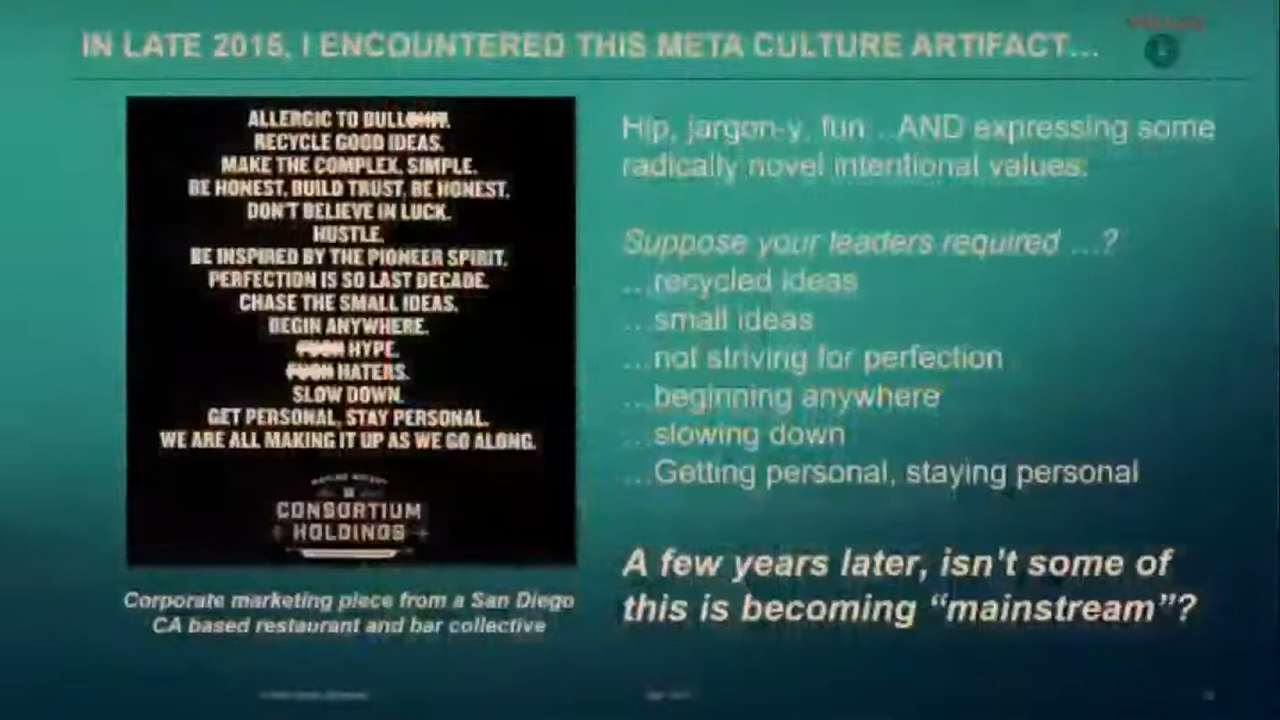 IN LATE 2015, I ENCOUNTERED THIS META CULTURE ARTIFACT...
ALLERGIC TO BULLSHIT.
RECYCLE GOOD IDEAS.
MAKE THE COMPLEX, SIMPLE.
BE HONEST, BUILD TRUST, BE HONEST.
DON'T BELIEVE IN LUCK.
HUSTLE.
BE INSPIRED BY THE PIONEER SPIRIT.
PERFECTION IS SO LAST DECADE.
CHASE THE SMALL IDEAS.
BEGIN ANYWHERE.
FUCK HYPE.
FUCK HATERS.
SLOW DOWN.
GET PERSONAL, STAY PERSONAL.
WE ARE ALL MAKING IT UP AS WE GO ALONG.
CONSORTIUM
HOLDINGS
Corporate marketing piece from a San Diego
CA based restaurant and bar collective
Hip, jargon-y, fun...AND expressing some
radically novel intentional values:
Suppose your leaders required ...?
...recycled ideas
...small ideas
...not striving for perfection
...beginning anywhere
...slowing down
...Getting personal, staying personal
A few years later, isn't some of
this is becoming "mainstream"?